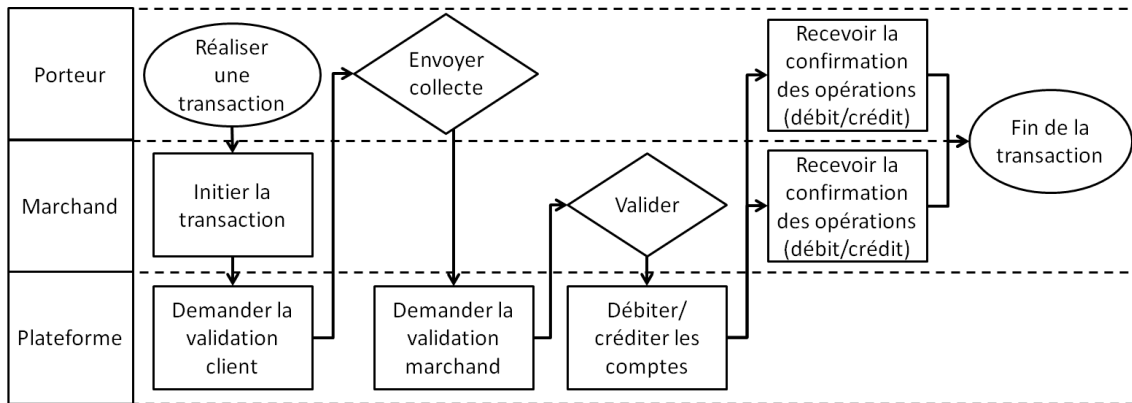 Porteur
Réaliser
une
transaction
Envoyer
collecte
Recevoir la
confirmation
des opérations
(débit/crédit)
Fin de la
transaction
Marchand
Initier la
transaction
Valider
Recevoir la
confirmation
des opérations
(débit/crédit)
Plateforme
Demander la
validation
client
Demander la
validation
marchand
Débiter/
créditer les
comptes